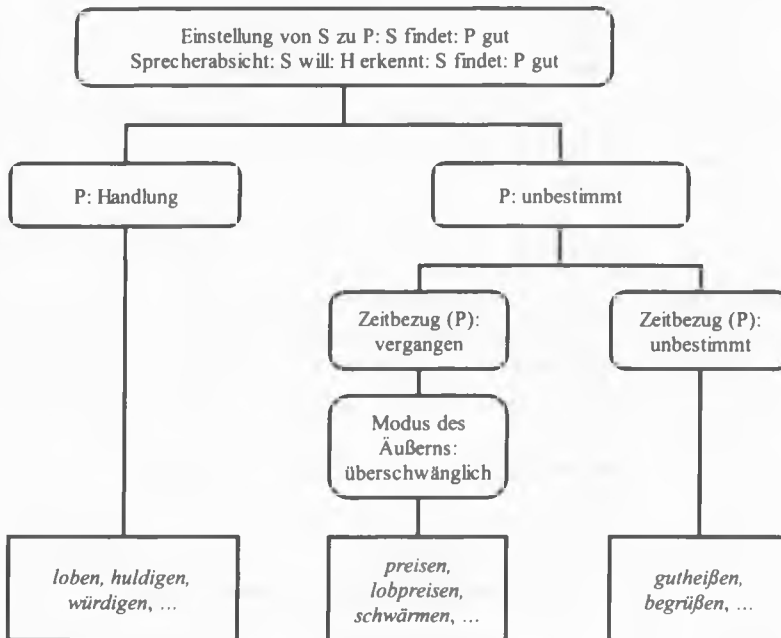 Einstellung von S zu P: S findet: P gut
Sprecherabsicht: S will: H erkennt: S findet: P gut
P: Handlung
P: unbestimmt
Zeitbezug (P):
vergangen
Zeitbezug (P):
unbestimmt
Modus des
Äußerns:
überschwänglich
loben, huldigen,
würdigen, ...
preisen,
lobpreisen,
schwärmen, ...
gutheißen,
begrüßen, ...